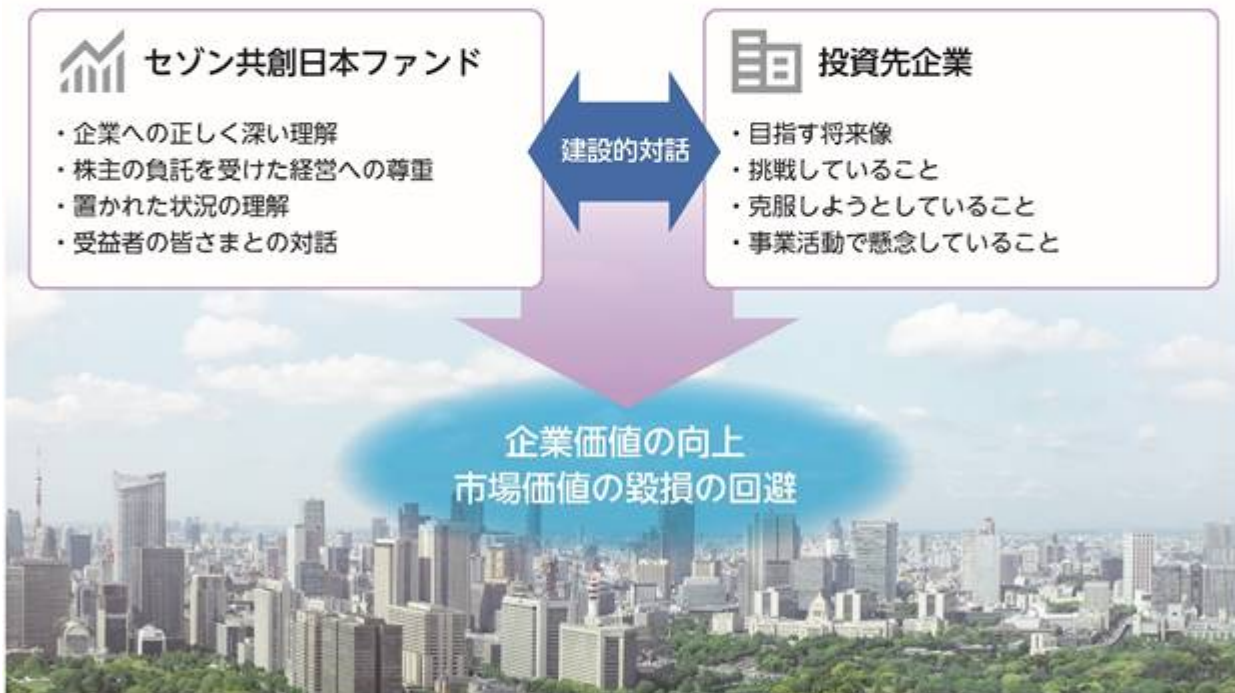 セゾン共創日本ファンド
・企業への正しく深い理解
・株主の負託を受けた経営への尊重
・置かれた状況の理解
・受益者の皆さまとの対話
建設的対話
投資先企業
・目指す将来像
・挑戦していること
・克服しようとしていること
・事業活動で懸念していること
企業価値の向上
市場価値の毀損の回避